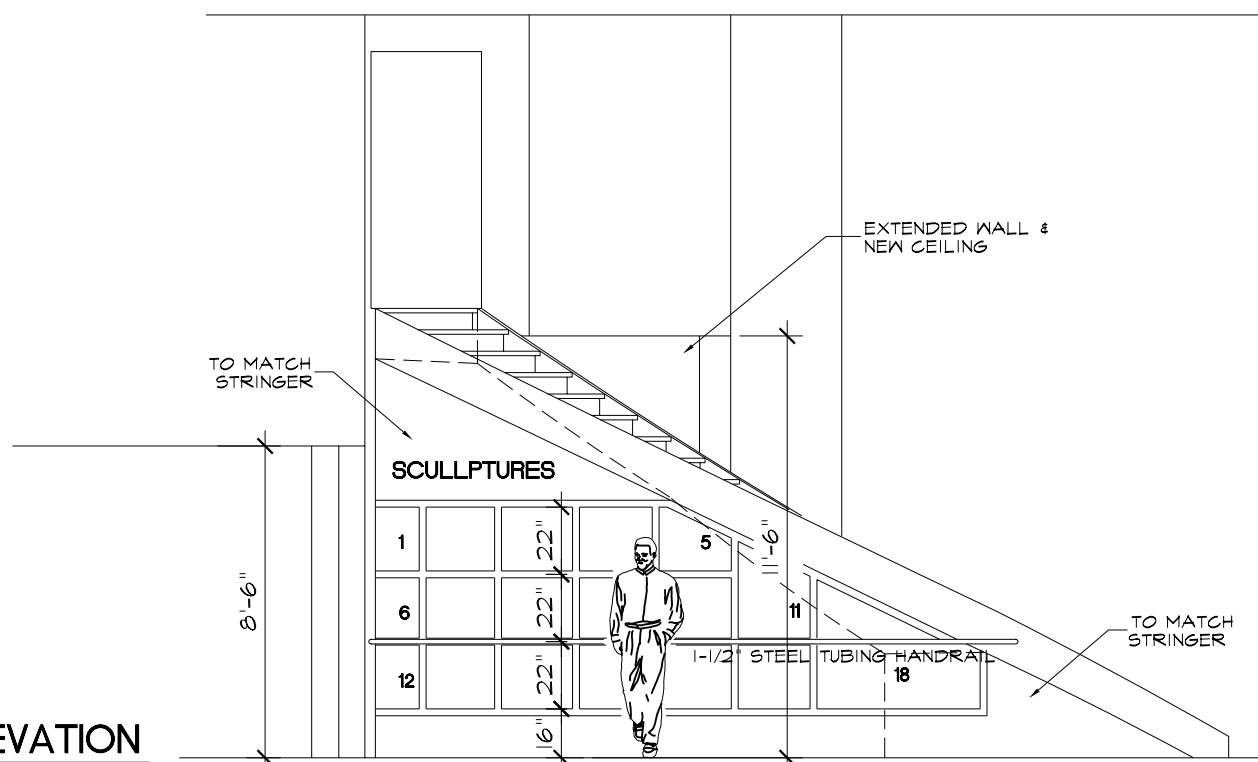 EXTENDED WALL &
NEW CEILING
TO MATCH
STRINGER
SCULLPTURES
1
5
22"
11'-6"
8'-6"
6
22"
11
TO MATCH
STRINGER
1-1/2" STEEL TUBING HANDRAIL
12
22"
18
16"
EVATION